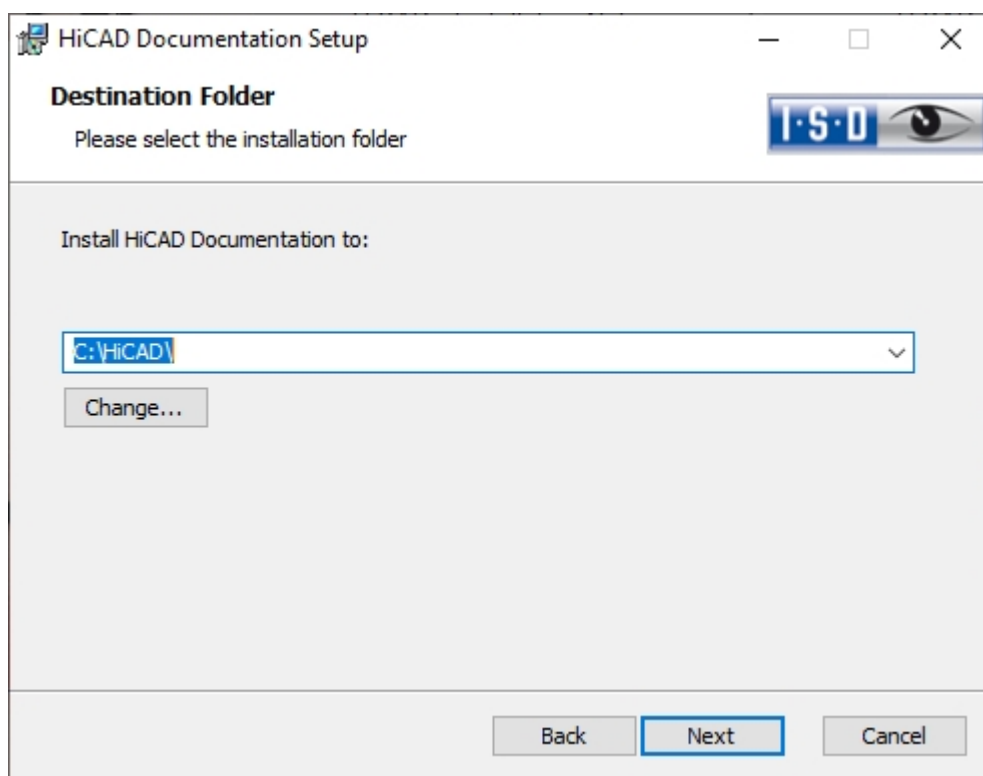 HiCAD Documentation Setup
Destination Folder
Please select the installation folder
I·S·D
Install HiCAD Documentation to:
C:\HiCAD\
Change...
Back Next Cancel